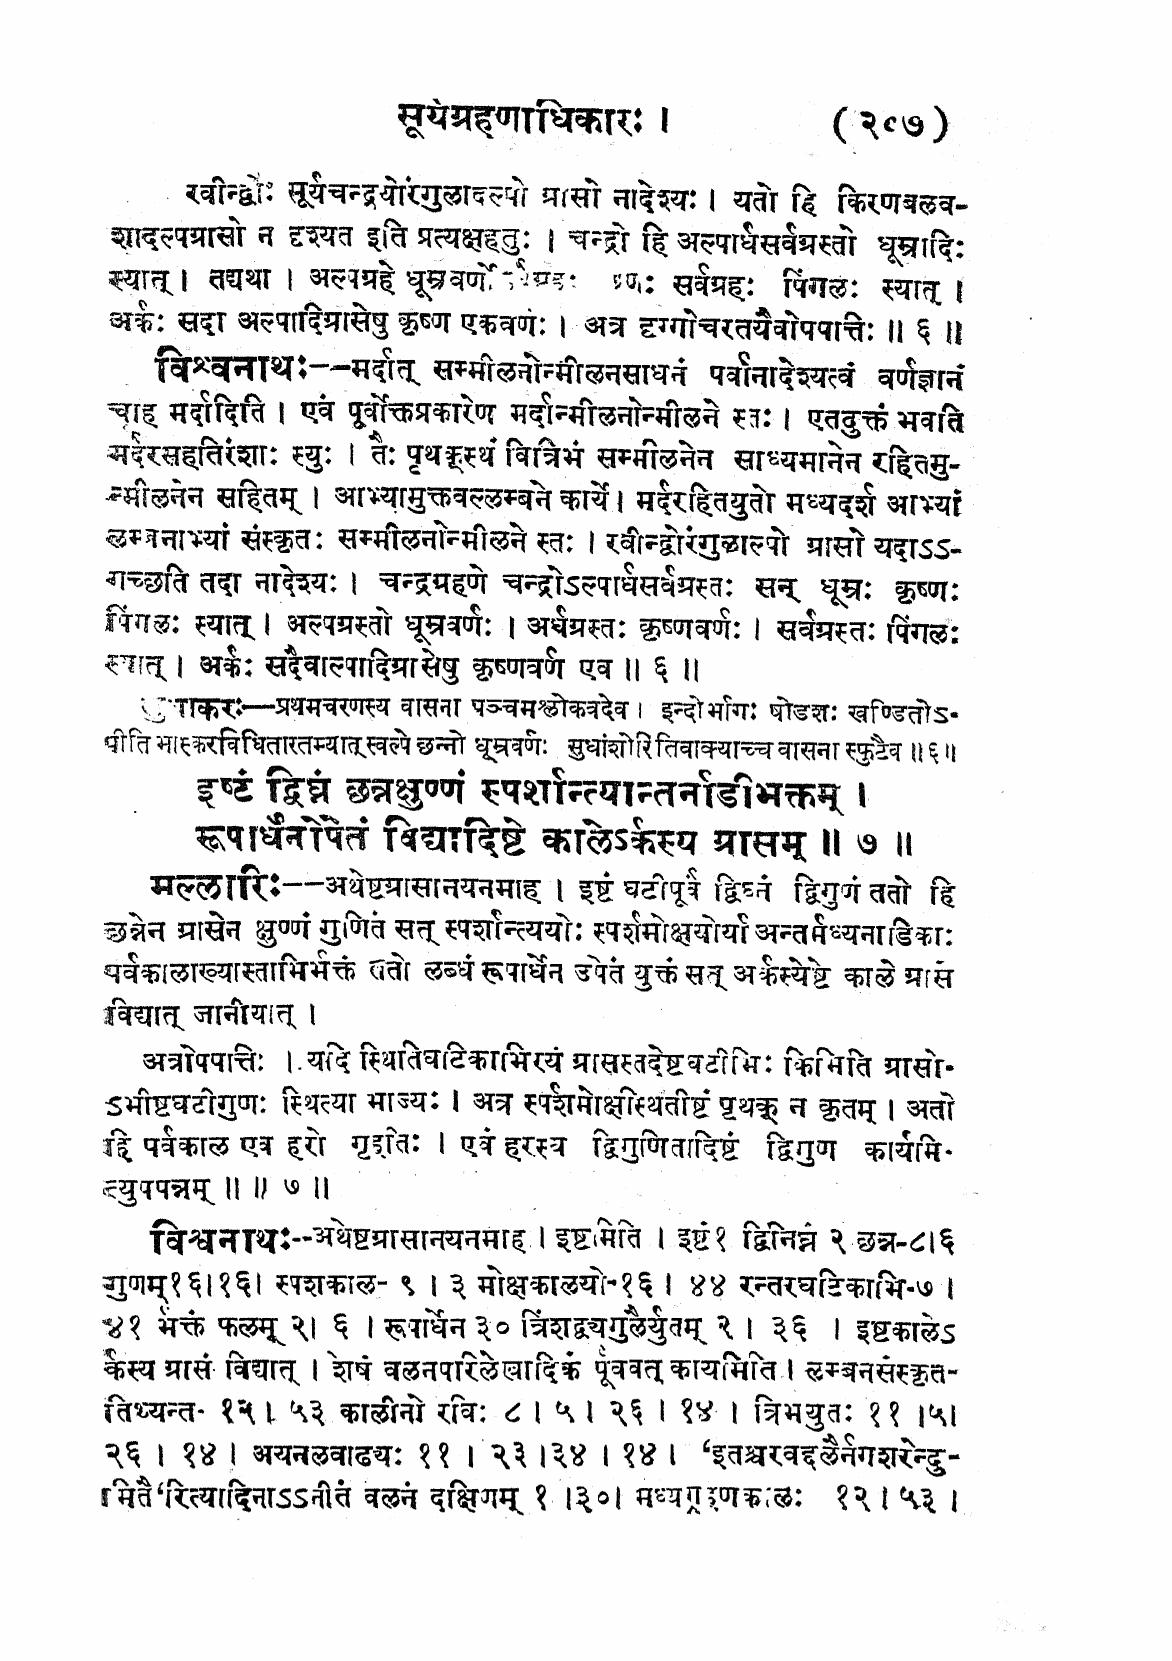 सूर्यग्रहणाधिकारः । (२९७)
रवीन्द्वोः सूर्यचन्द्रयोरंगुलादल्पो ग्रासो नादेश्यः । यतो हि किरणबलव-
शादल्पग्रासो न दृश्यत इति प्रत्यक्षहेतुः । चन्द्रो हि अल्पार्धसर्वग्रस्तो धूम्रादिः
स्यात् । तद्यथा । अल्पग्रहे धूम्रवर्णो सर्वग्रहः पिंगलः स्यात् ।
अर्कः सदा अल्पादिग्रासेषु कृष्ण एकवर्णः । अत्र दृग्गोचरतयैवोपपत्तिः ॥ ६ ॥
विश्वनाथः--मर्दात् सम्मीलनोन्मीलनसाधनं पर्वानादेश्यत्वं वर्णज्ञानं
चाह मर्दादिति । एवं पूर्वोक्तप्रकारेण मर्दान्मीलनोन्मीलने स्तः । एतदुक्तं भवति
मर्दरसहतिरंशाः स्युः । तैः पृथक्स्थं वित्रिभं सम्मीलनेन साध्यमानेन रहितमु-
न्मीलनेन सहितम् । आभ्यामुक्तवल्लम्बने कार्ये । मर्दरहितयुतो मध्यदर्श आभ्यां
लम्बनाभ्यां संस्कृतः सम्मीलनोन्मीलने स्तः । रवीन्द्वोरंगुलाल्पो ग्रासो यदाऽऽ-
गच्छति तदा नादेश्यः । चन्द्रग्रहणे चन्द्रोऽल्पार्धसर्वग्रस्तः सन् धूम्रः कृष्णः
पिंगलः स्यात् । अल्पग्रस्तो धूम्रवर्णः । अर्धग्रस्तः कृष्णवर्णः । सर्वग्रस्तः पिंगलः
स्यात् । अर्कः सदैवाल्पादिग्रासेषु कृष्णवर्ण एव ॥ ६ ॥
सुधाकरः—प्रथमचरणस्य वासना पञ्चमश्लोकवदेव । इन्दोर्भागः षोडशः खण्डितोऽ-
पीति भास्करविधितारतम्यात् स्वल्पे छन्नो धूम्रवर्णः सुधांशोरितिवाक्याच्च वासना स्फुटैव ॥६॥
इष्टं द्विघ्नं छन्नक्षुण्णं स्पर्शान्त्यान्तर्नाडीभक्तम् ।
रूपार्धेनोपेतं विद्यादिष्टे कालेऽर्कस्य ग्रासम् ॥ ७ ॥
मल्लारिः--अथेष्टग्रासानयनमाह । इष्टं घटीपूर्वं द्विघ्नं द्विगुणं ततो हि
छन्नेन ग्रासेन क्षुण्णं गुणितं सत् स्पर्शान्त्ययोः स्पर्शमोक्षयोर्या अन्तर्मध्यनाडिकाः
पर्वकालाख्यास्ताभिर्भक्तं ततो लब्धं रूपार्धेन उपेतं युक्तं सत् अर्कस्येष्टे काले ग्रासं
विद्यात् जानीयात् ।
अत्रोपपत्तिः । यदि स्थितिघटिकाभिरयं ग्रासस्तदेष्टघटीभिः किमिति ग्रासो-
ऽभीष्टघटीगुणः स्थित्या भाज्यः । अत्र स्पर्शमोक्षस्थितीष्टं पृथक् न कृतम् । अतो
हि पर्वकाल एव हरो गृहीतः । एवं हरस्य द्विगुणितादिष्टं द्विगुण कार्यमि-
त्युपपन्नम् ॥ ॥ ७ ॥
विश्वनाथः--अथेष्टग्रासानयनमाह । इष्टमिति । इष्टं१ द्विनिघ्नं २ छन्न-८।६
गुणम्१६।१६। स्पशकाल- ९ । ३ मोक्षकालयो-१६ । ४४ रन्तरघटिकाभि-७ ।
४१ र्भक्तं फलम् २। ६ । रूपार्धेन ३० त्रिंशद्व्यगुलैर्युतम् २ । ३६ । इष्टकालेऽ
र्कस्य ग्रासं विद्यात् । शेषं वलनपरिलेखादिकं पूर्ववत् कायमिति । लम्बनसंस्कृत-
तिथ्यन्त- १२ । ५३ कालीनो रविः ८ । ५ । २६ । १४ । त्रिभयुतः ११ ।५।
२६ । १४ । अयनलवाढ्यः ११ । २३ ।३४ । १४ । ‘इतश्चरवद्दलैर्नगशरेन्दु-
मितै‘रित्यादिनाऽऽनीतं वलनं दक्षिणम् १ ।३०। मध्यग्रहणकालः १२ । ५३ ।